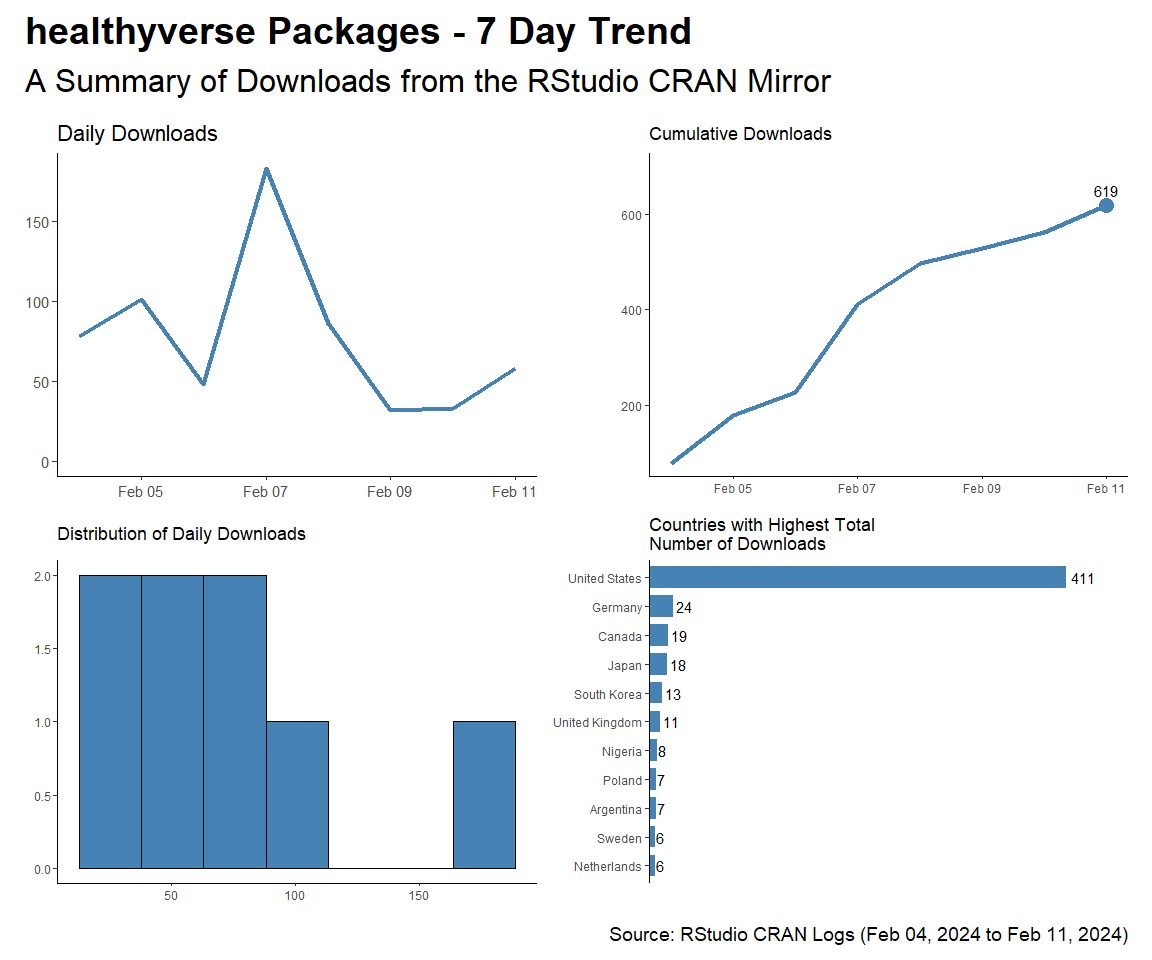 healthyverse Packages - 7 Day Trend
A Summary of Downloads from the RStudio CRAN Mirror
Daily Downloads
150
100
50
0
Feb 05 Feb 07 Feb 09 Feb 11
Cumulative Downloads
619
600
400
200
Feb 05 Feb 07 Feb 09 Feb 11
Distribution of Daily Downloads
2.0
1.5
1.0
0.5
0.0
50 100 150
Countries with Highest Total
Number of Downloads
United States 411
Germany 24
Canada 19
Japan 18
South Korea 13
United Kingdom 11
Nigeria 8
Poland 7
Argentina 7
Sweden 6
Netherlands 6
Source: RStudio CRAN Logs (Feb 04, 2024 to Feb 11, 2024)